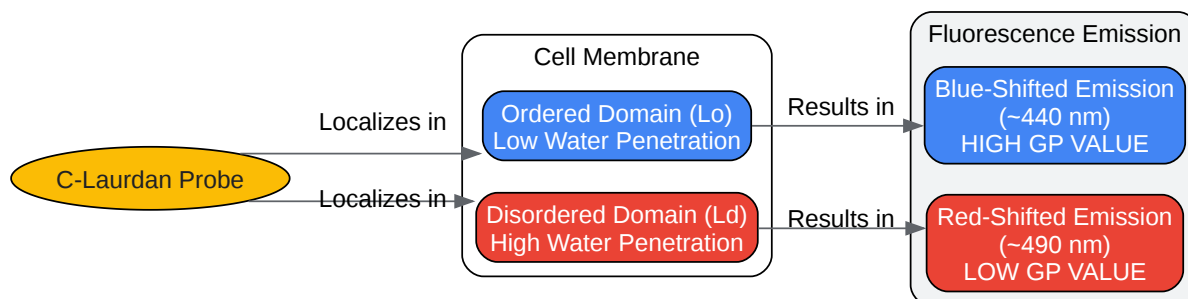 Fluorescence Emission
Cell Membrane
Localizes in
Ordered Domain (Lo)
Low Water Penetration
Results in
Blue-Shifted Emission
(~440 nm)
HIGH GP VALUE
C-Laurdan Probe
Localizes in
Disordered Domain (Ld)
High Water Penetration
Results in
Red-Shifted Emission
(~490 nm)
LOW GP VALUE